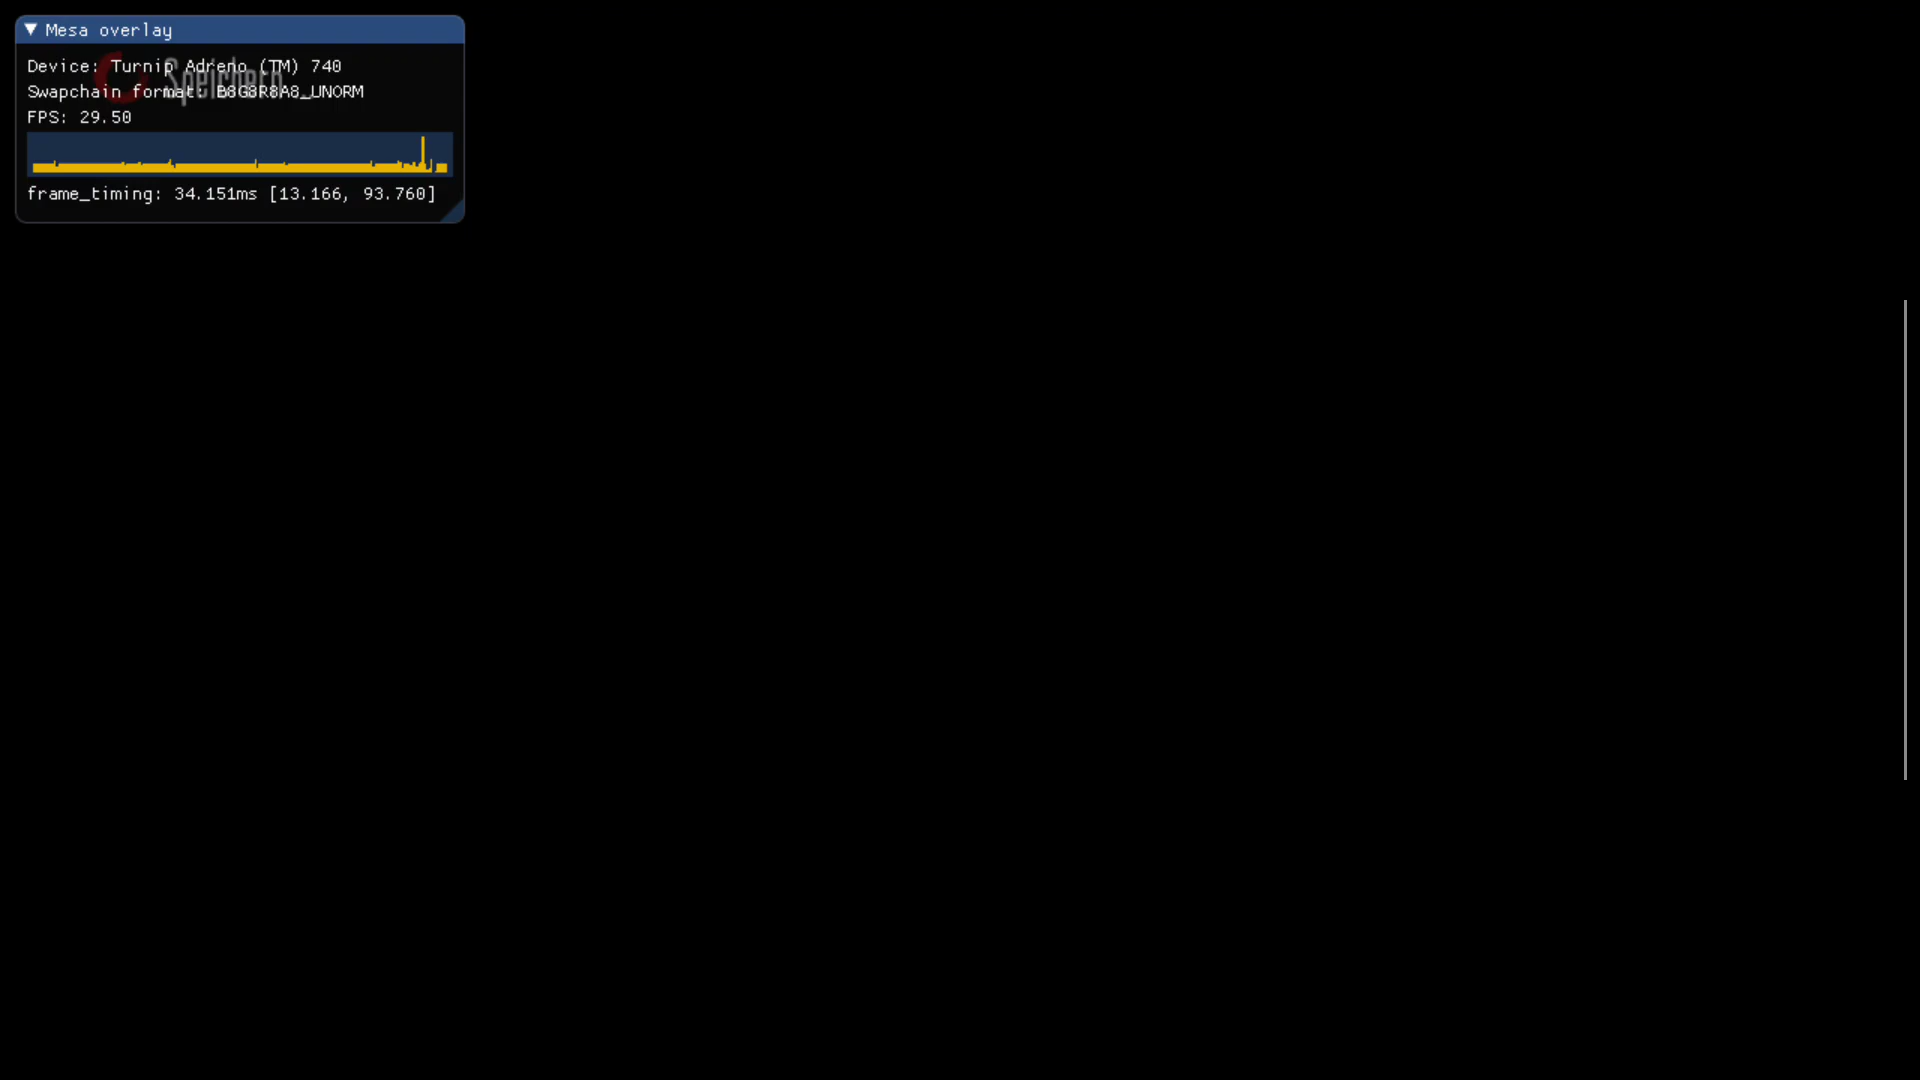 Mesa overlay
Device: Turnip Adreno (TM) 740
Speichern...
Swapchain format: B8G8R8A8_UNORM
FPS: 29.50
frame_timing: 34.151ms [13.166, 93.760]